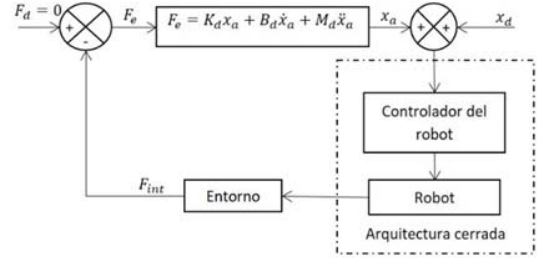 F_d = 0
F_e
F_e = K_d x_a + B_d ẋ_a + M_d ẍ_a
x_a
x_d
+
-
+
+
Controlador del
robot
F_int
Entorno
Robot
Arquitectura cerrada